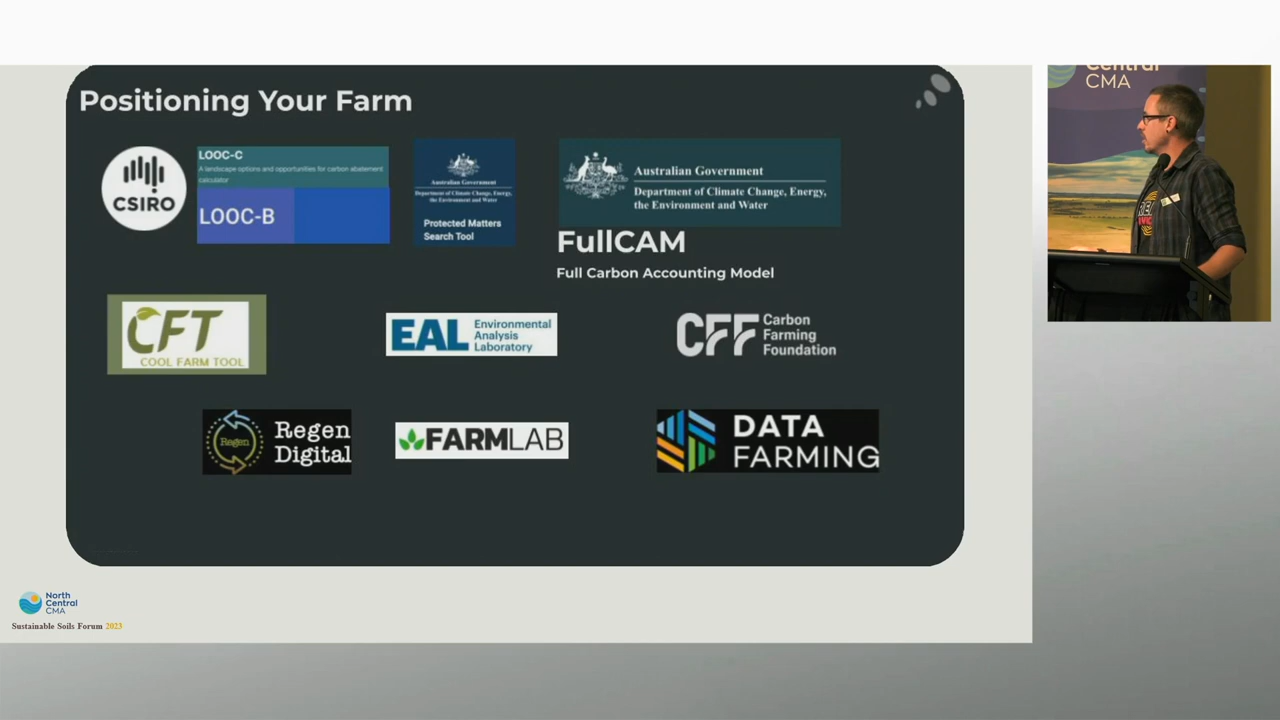 Positioning Your Farm
CSIRO
LOOC-C
A landscape options and opportunities for carbon abatement
calculator
LOOC-B
Australian Government
Department of Climate Change, Energy,
the Environment and Water
Protected Matters
Search Tool
Australian Government
Department of Climate Change, Energy,
the Environment and Water
FullCAM
Full Carbon Accounting Model
CFT
COOL FARM TOOL
EAL
Environmental
Analysis
Laboratory
CFF
Carbon
Farming
Foundation
Regen
Regen
Digital
FARMLAB
DATA
FARMING
North
Central
CMA
Sustainable Soils Forum 2023
Central
CMA